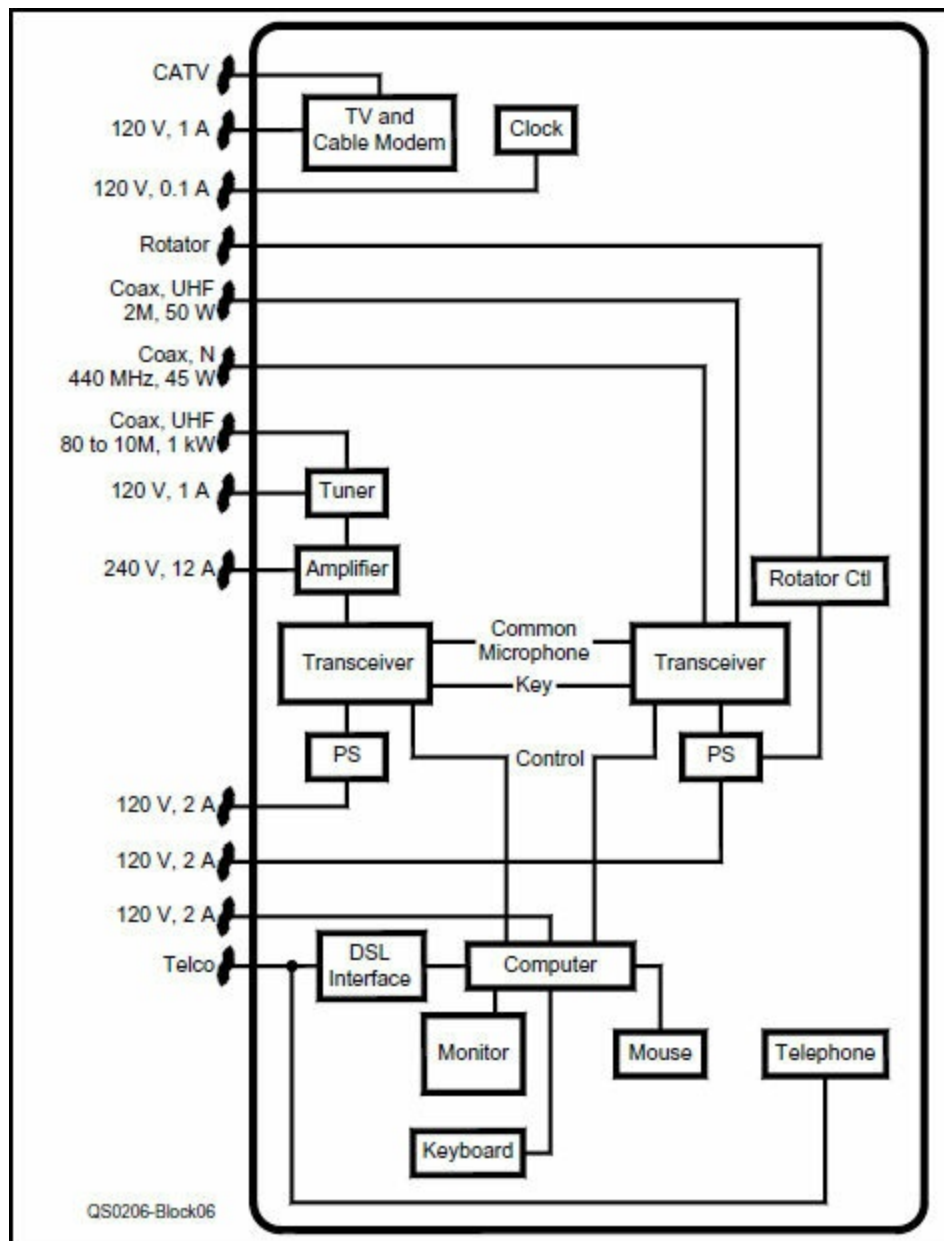 CATV
TV and
Cable Modem
Clock
120 V, 1 A
120 V, 0.1 A
Rotator
Coax, UHF
2M, 50 W
Coax, N
440 MHz, 45 W
Coax, UHF
80 to 10M, 1 kW
120 V, 1 A
Tuner
240 V, 12 A
Amplifier
Rotator Ctl
Transceiver
Common
Microphone
Transceiver
Key
PS
Control
PS
120 V, 2 A
120 V, 2 A
120 V, 2 A
Telco
DSL
Interface
Computer
Monitor
Mouse
Telephone
Keyboard
QS0206-Block06